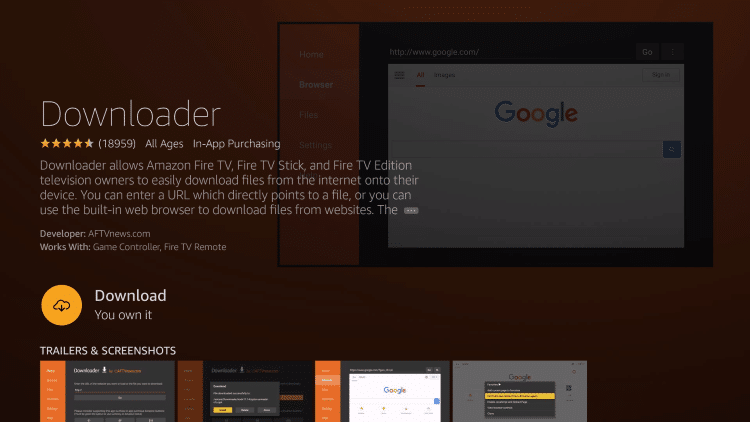 Home
http://www.google.com/
Go
Browser
All
Images
Sign in
Files
Google
Settings
Downloader
(18959) All Ages In-App Purchasing
Downloader allows Amazon Fire TV, Fire TV Stick, and Fire TV Edition
television owners to easily download files from the internet onto their
device. You can enter a URL which directly points to a file, or you can
use the built-in web browser to download files from websites. The
Developer: AFTVnews.com
Works With: Game Controller, Fire TV Remote
Download
You own it
TRAILERS & SCREENSHOTS
Downloader
Downloader
Google
Google